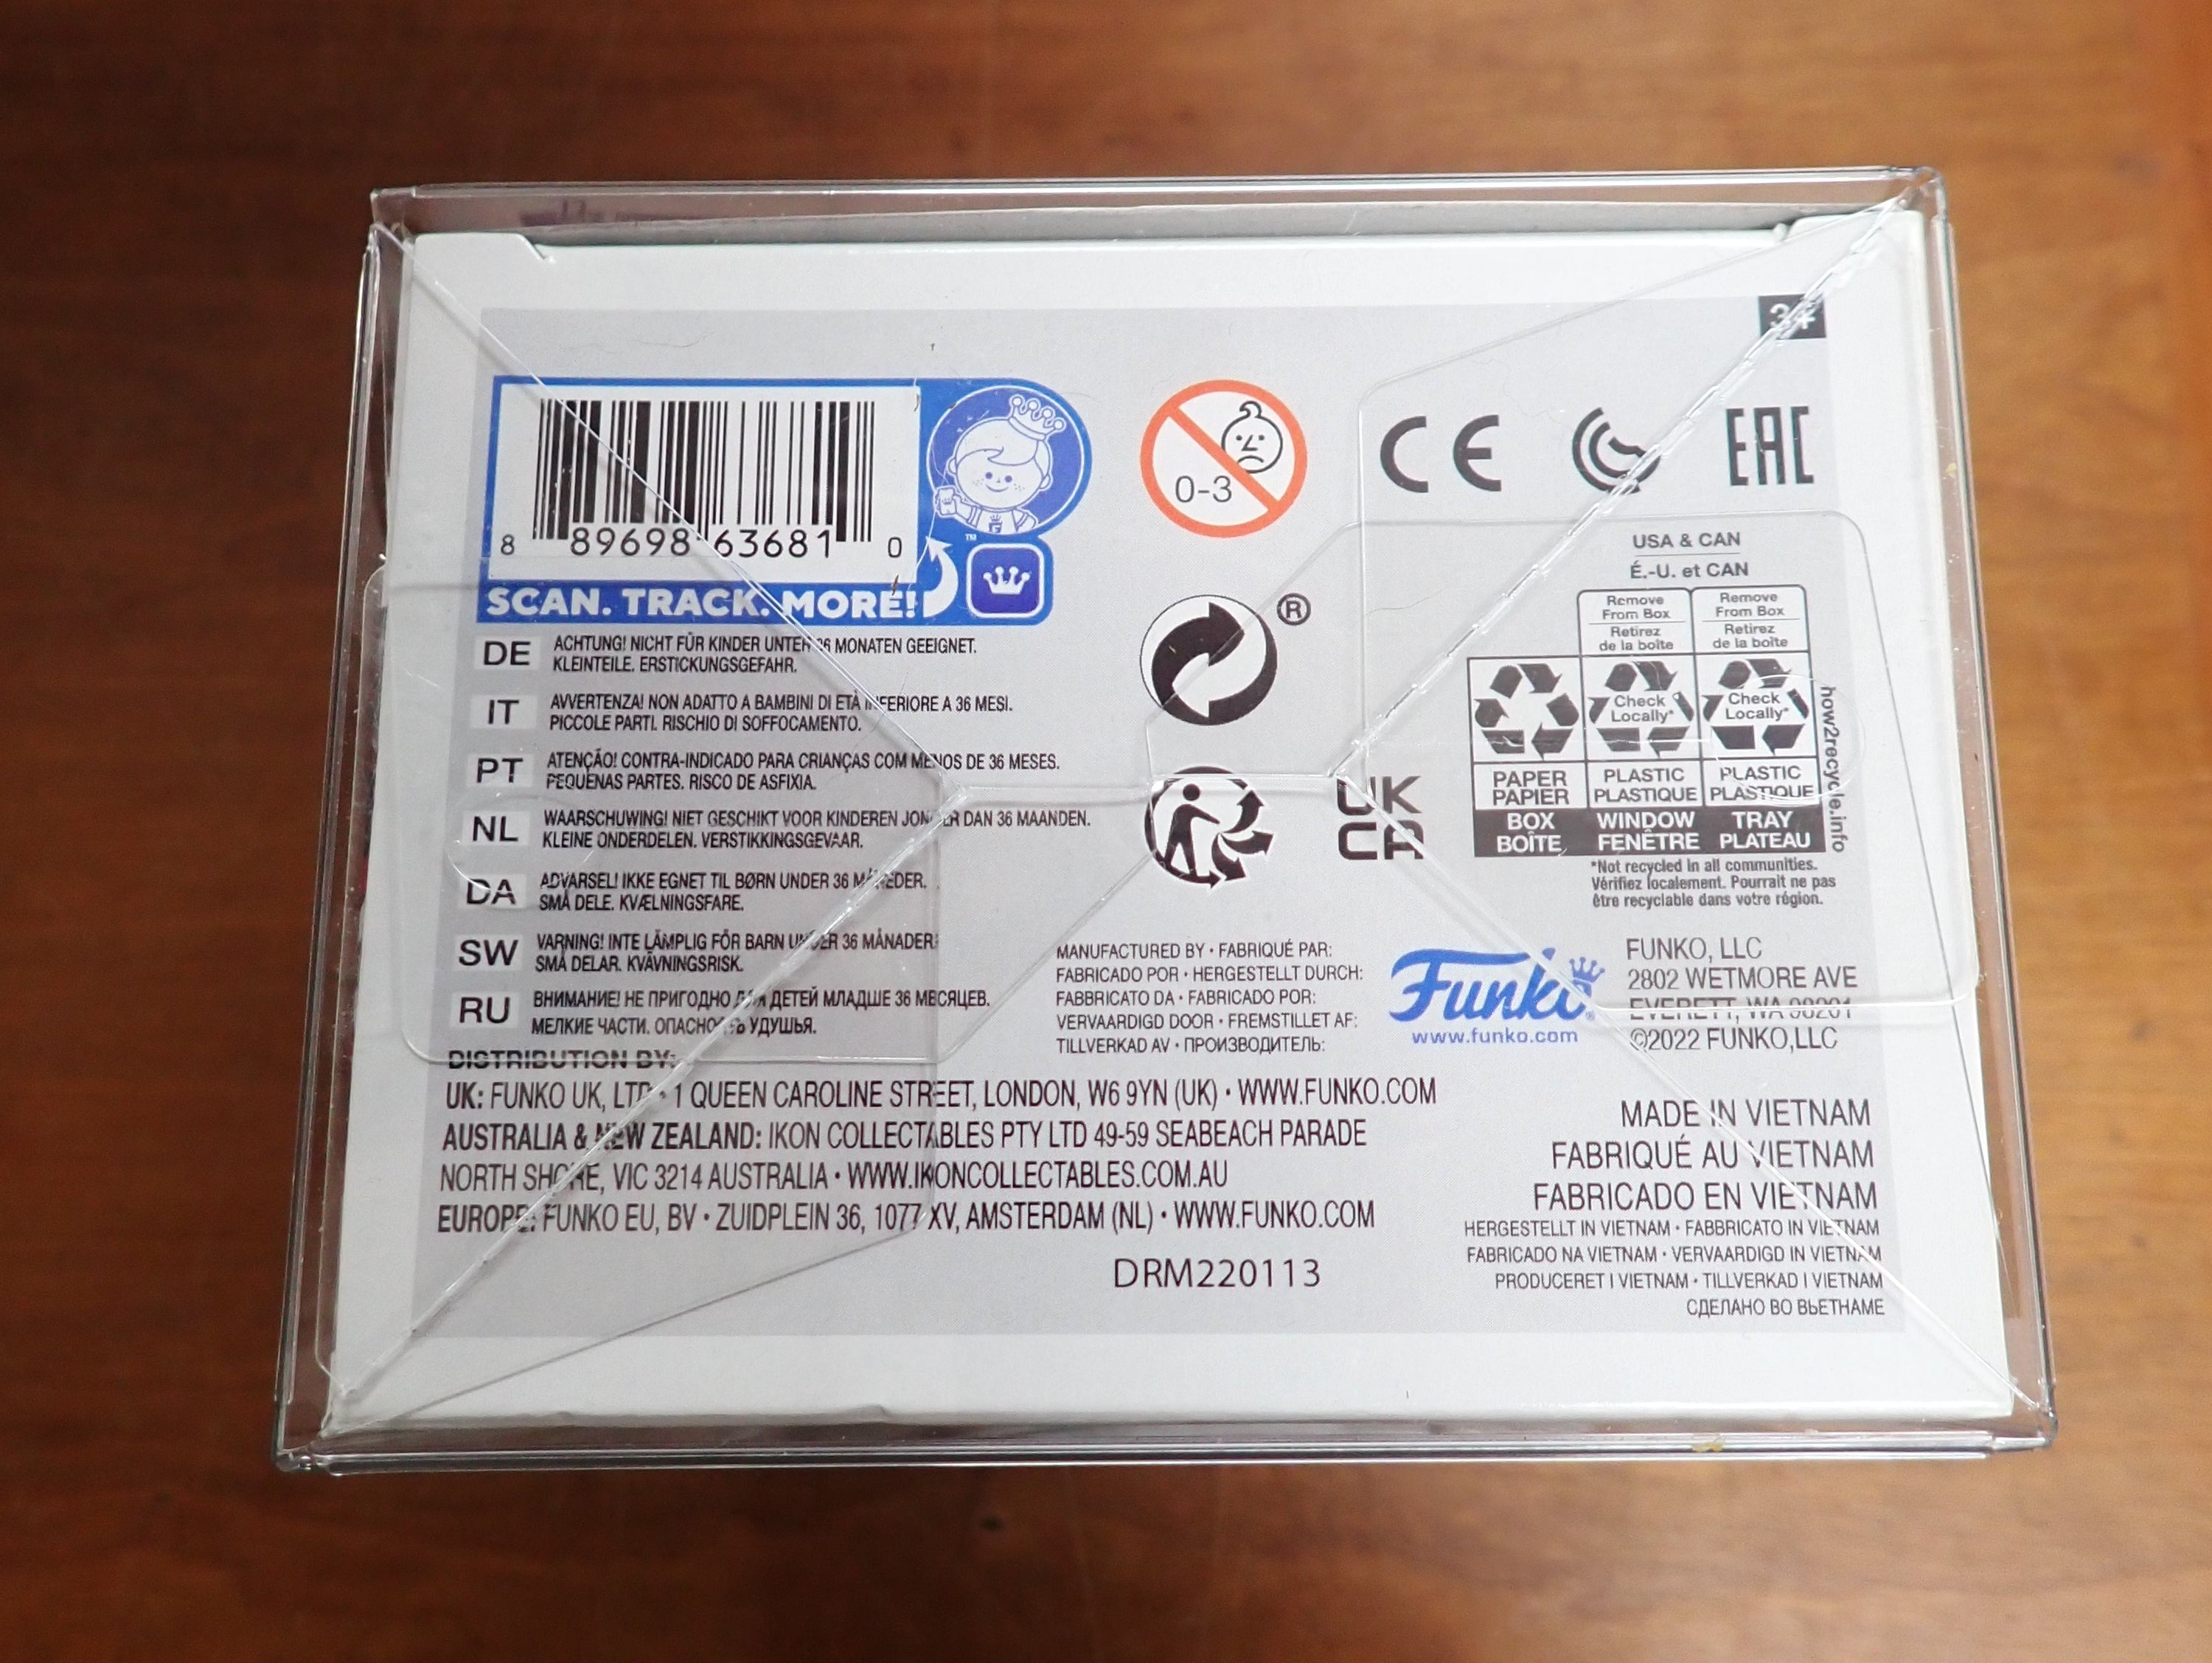 3+
8 89698 63681 0
SCAN. TRACK. MORE!
™
0-3
CE
EAC
DE ACHTUNG! NICHT FÜR KINDER UNTER 36 MONATEN GEEIGNET.
KLEINTEILE. ERSTICKUNGSGEFAHR.
IT AVVERTENZA! NON ADATTO A BAMBINI DI ETÀ INFERIORE A 36 MESI.
PICCOLE PARTI. RISCHIO DI SOFFOCAMENTO.
PT ATENÇÃO! CONTRA-INDICADO PARA CRIANÇAS COM MENOS DE 36 MESES.
PEQUENAS PARTES. RISCO DE ASFIXIA.
NL WAARSCHUWING! NIET GESCHIKT VOOR KINDEREN JONGER DAN 36 MAANDEN.
KLEINE ONDERDELEN. VERSTIKKINGSGEVAAR.
DA ADVARSEL! IKKE EGNET TIL BØRN UNDER 36 MÅNEDER.
SMÅ DELE. KVÆLNINGSFARE.
SW VARNING! INTE LÄMPLIG FÖR BARN UNDER 36 MÅNADER.
SMÅ DELAR. KVÄVNINGSRISK.
RU ВНИМАНИЕ! НЕ ПРИГОДНО ДЛЯ ДЕТЕЙ МЛАДШЕ 36 МЕСЯЦЕВ.
МЕЛКИЕ ЧАСТИ. ОПАСНОСТЬ УДУШЬЯ.
®
UK
CA
USA & CAN
É.-U. et CAN
Remove From Box Retirez de la boîte
Remove From Box Retirez de la boîte
Check Locally*
Check Locally*
PAPER PAPIER
PLASTIC PLASTIQUE
PLASTIC PLASTIQUE
BOX BOÎTE
WINDOW FENÊTRE
TRAY PLATEAU
how2recycle.info
*Not recycled in all communities.
Vérifiez localement. Pourrait ne pas
être recyclable dans votre région.
MANUFACTURED BY • FABRIQUÉ PAR:
FABRICADO POR • HERGESTELLT DURCH:
FABBRICATO DA • FABRICADO POR:
VERVAARDIGD DOOR • FREMSTILLET AF:
TILLVERKAD AV • ПРОИЗВОДИТЕЛЬ:
Funko®
www.funko.com
FUNKO, LLC
2802 WETMORE AVE
EVERETT, WA 98201
©2022 FUNKO,LLC
DISTRIBUTION BY:
UK: FUNKO UK, LTD • 1 QUEEN CAROLINE STREET, LONDON, W6 9YN (UK) • WWW.FUNKO.COM
AUSTRALIA & NEW ZEALAND: IKON COLLECTABLES PTY LTD 49-59 SEABEACH PARADE
NORTH SHORE, VIC 3214 AUSTRALIA • WWW.IKONCOLLECTABLES.COM.AU
EUROPE: FUNKO EU, BV • ZUIDPLEIN 36, 1077 XV, AMSTERDAM (NL) • WWW.FUNKO.COM
DRM220113
MADE IN VIETNAM
FABRIQUÉ AU VIETNAM
FABRICADO EN VIETNAM
HERGESTELLT IN VIETNAM • FABBRICATO IN VIETNAM
FABRICADO NA VIETNAM • VERVAARDIGD IN VIETNAM
PRODUCERET I VIETNAM • TILLVERKAD I VIETNAM
СДЕЛАНО ВО ВЬЕТНАМЕ